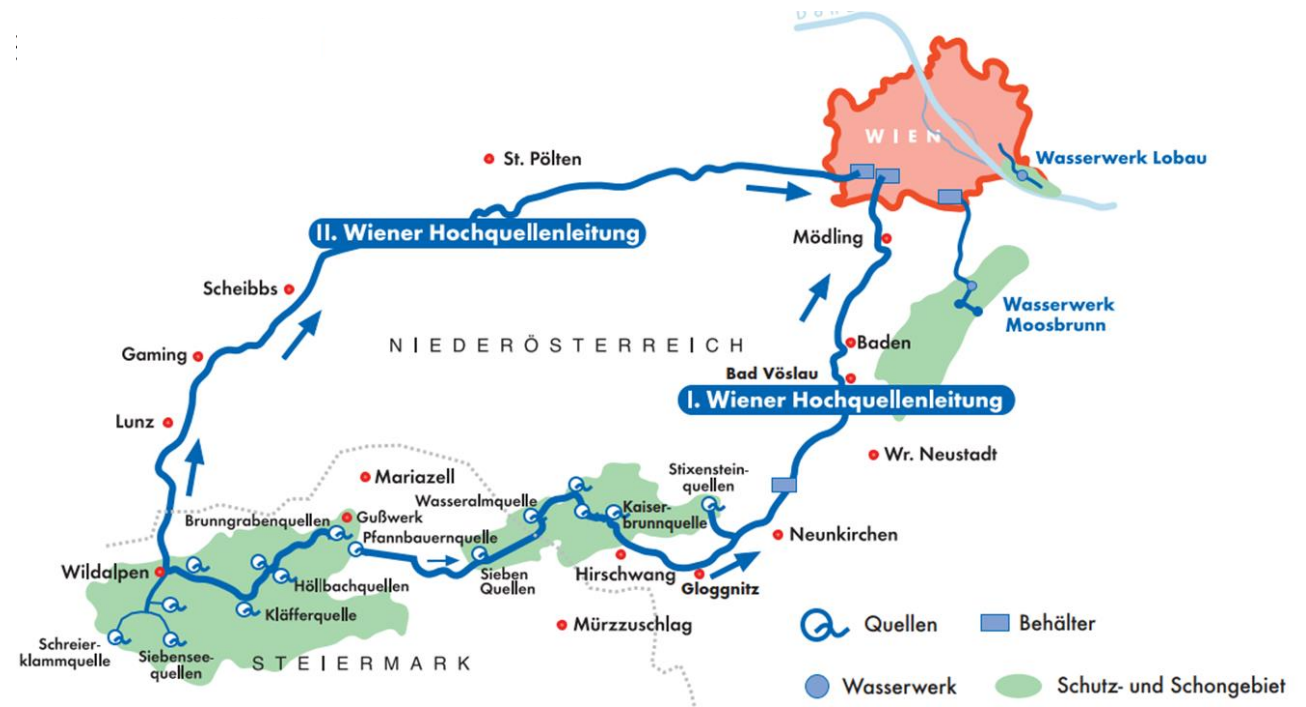 WIEN
Wasserwerk Lobau
St. Pölten
II. Wiener Hochquellenleitung
Mödling
Scheibbs
Wasserwerk
Moosbrunn
NIEDERÖSTERREICH
Gaming
Baden
Bad Vöslau
I. Wiener Hochquellenleitung
Lunz
Wr. Neustadt
Mariazell
Stixenstein-
quellen
Wasseralmquelle
Kaiser-
brunnquelle
Brunngrabenquellen
Gußwerk
Pfannbauernquelle
Neunkirchen
Wildalpen
Sieben
Quellen
Hirschwang
Gloggnitz
Höllbachquellen
Kläfferquelle
Mürzzuschlag
Schreier-
klammquelle
Siebensee-
quellen
STEIERMARK
Quellen
Behälter
Wasserwerk
Schutz- und Schongebiet